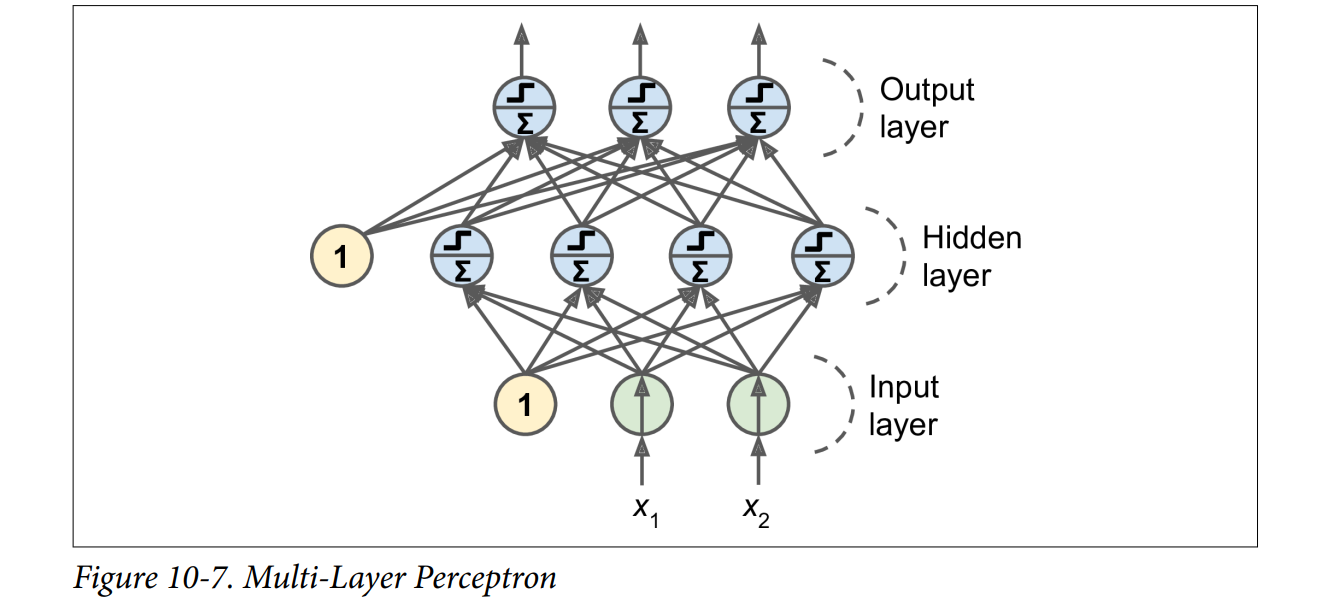 Σ Σ Σ
Output
layer
1 Σ Σ Σ Σ
Hidden
layer
1
Input
layer
x₁ x₂
Figure 10-7. Multi-Layer Perceptron